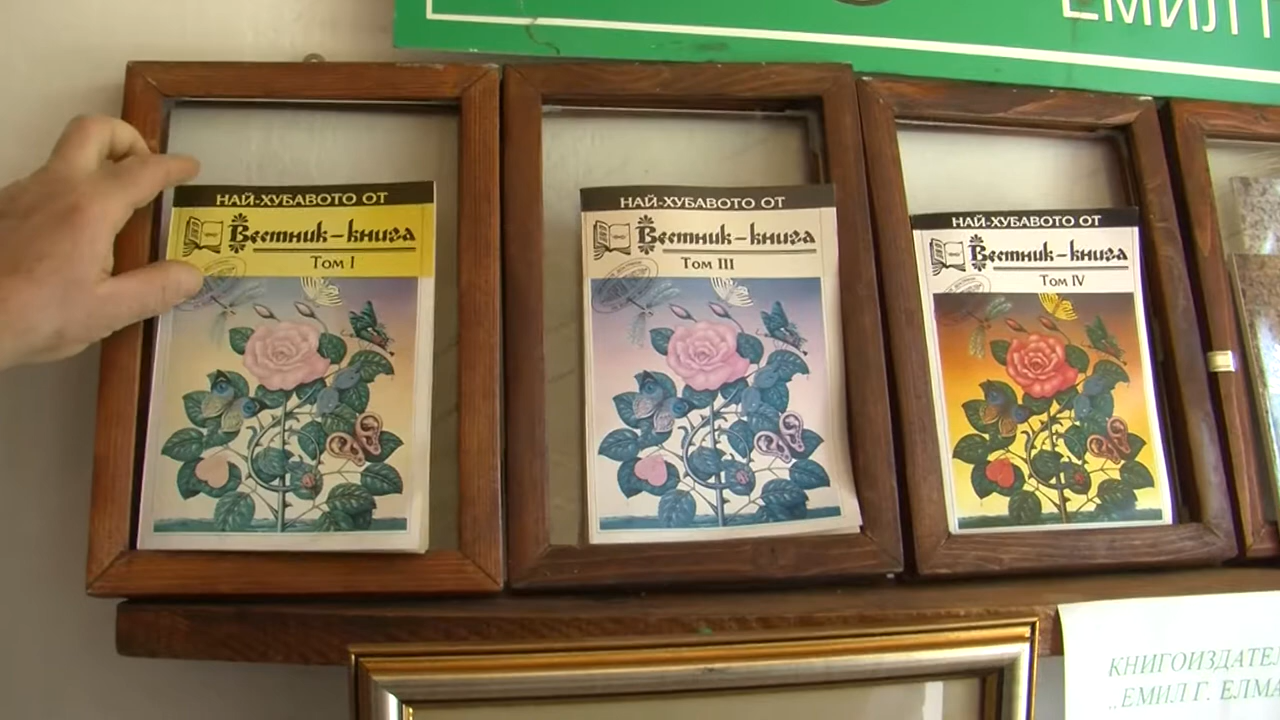 ЕМИЛ Г
НАЙ-ХУБАВОТО ОТ
Вестник-книга
Том I
НАЙ-ХУБАВОТО ОТ
Вестник-книга
Том III
НАЙ-ХУБАВОТО ОТ
Вестник-книга
Том IV
КНИГОИЗДАТЕЛ
„ЕМИЛ Г. ЕЛМА